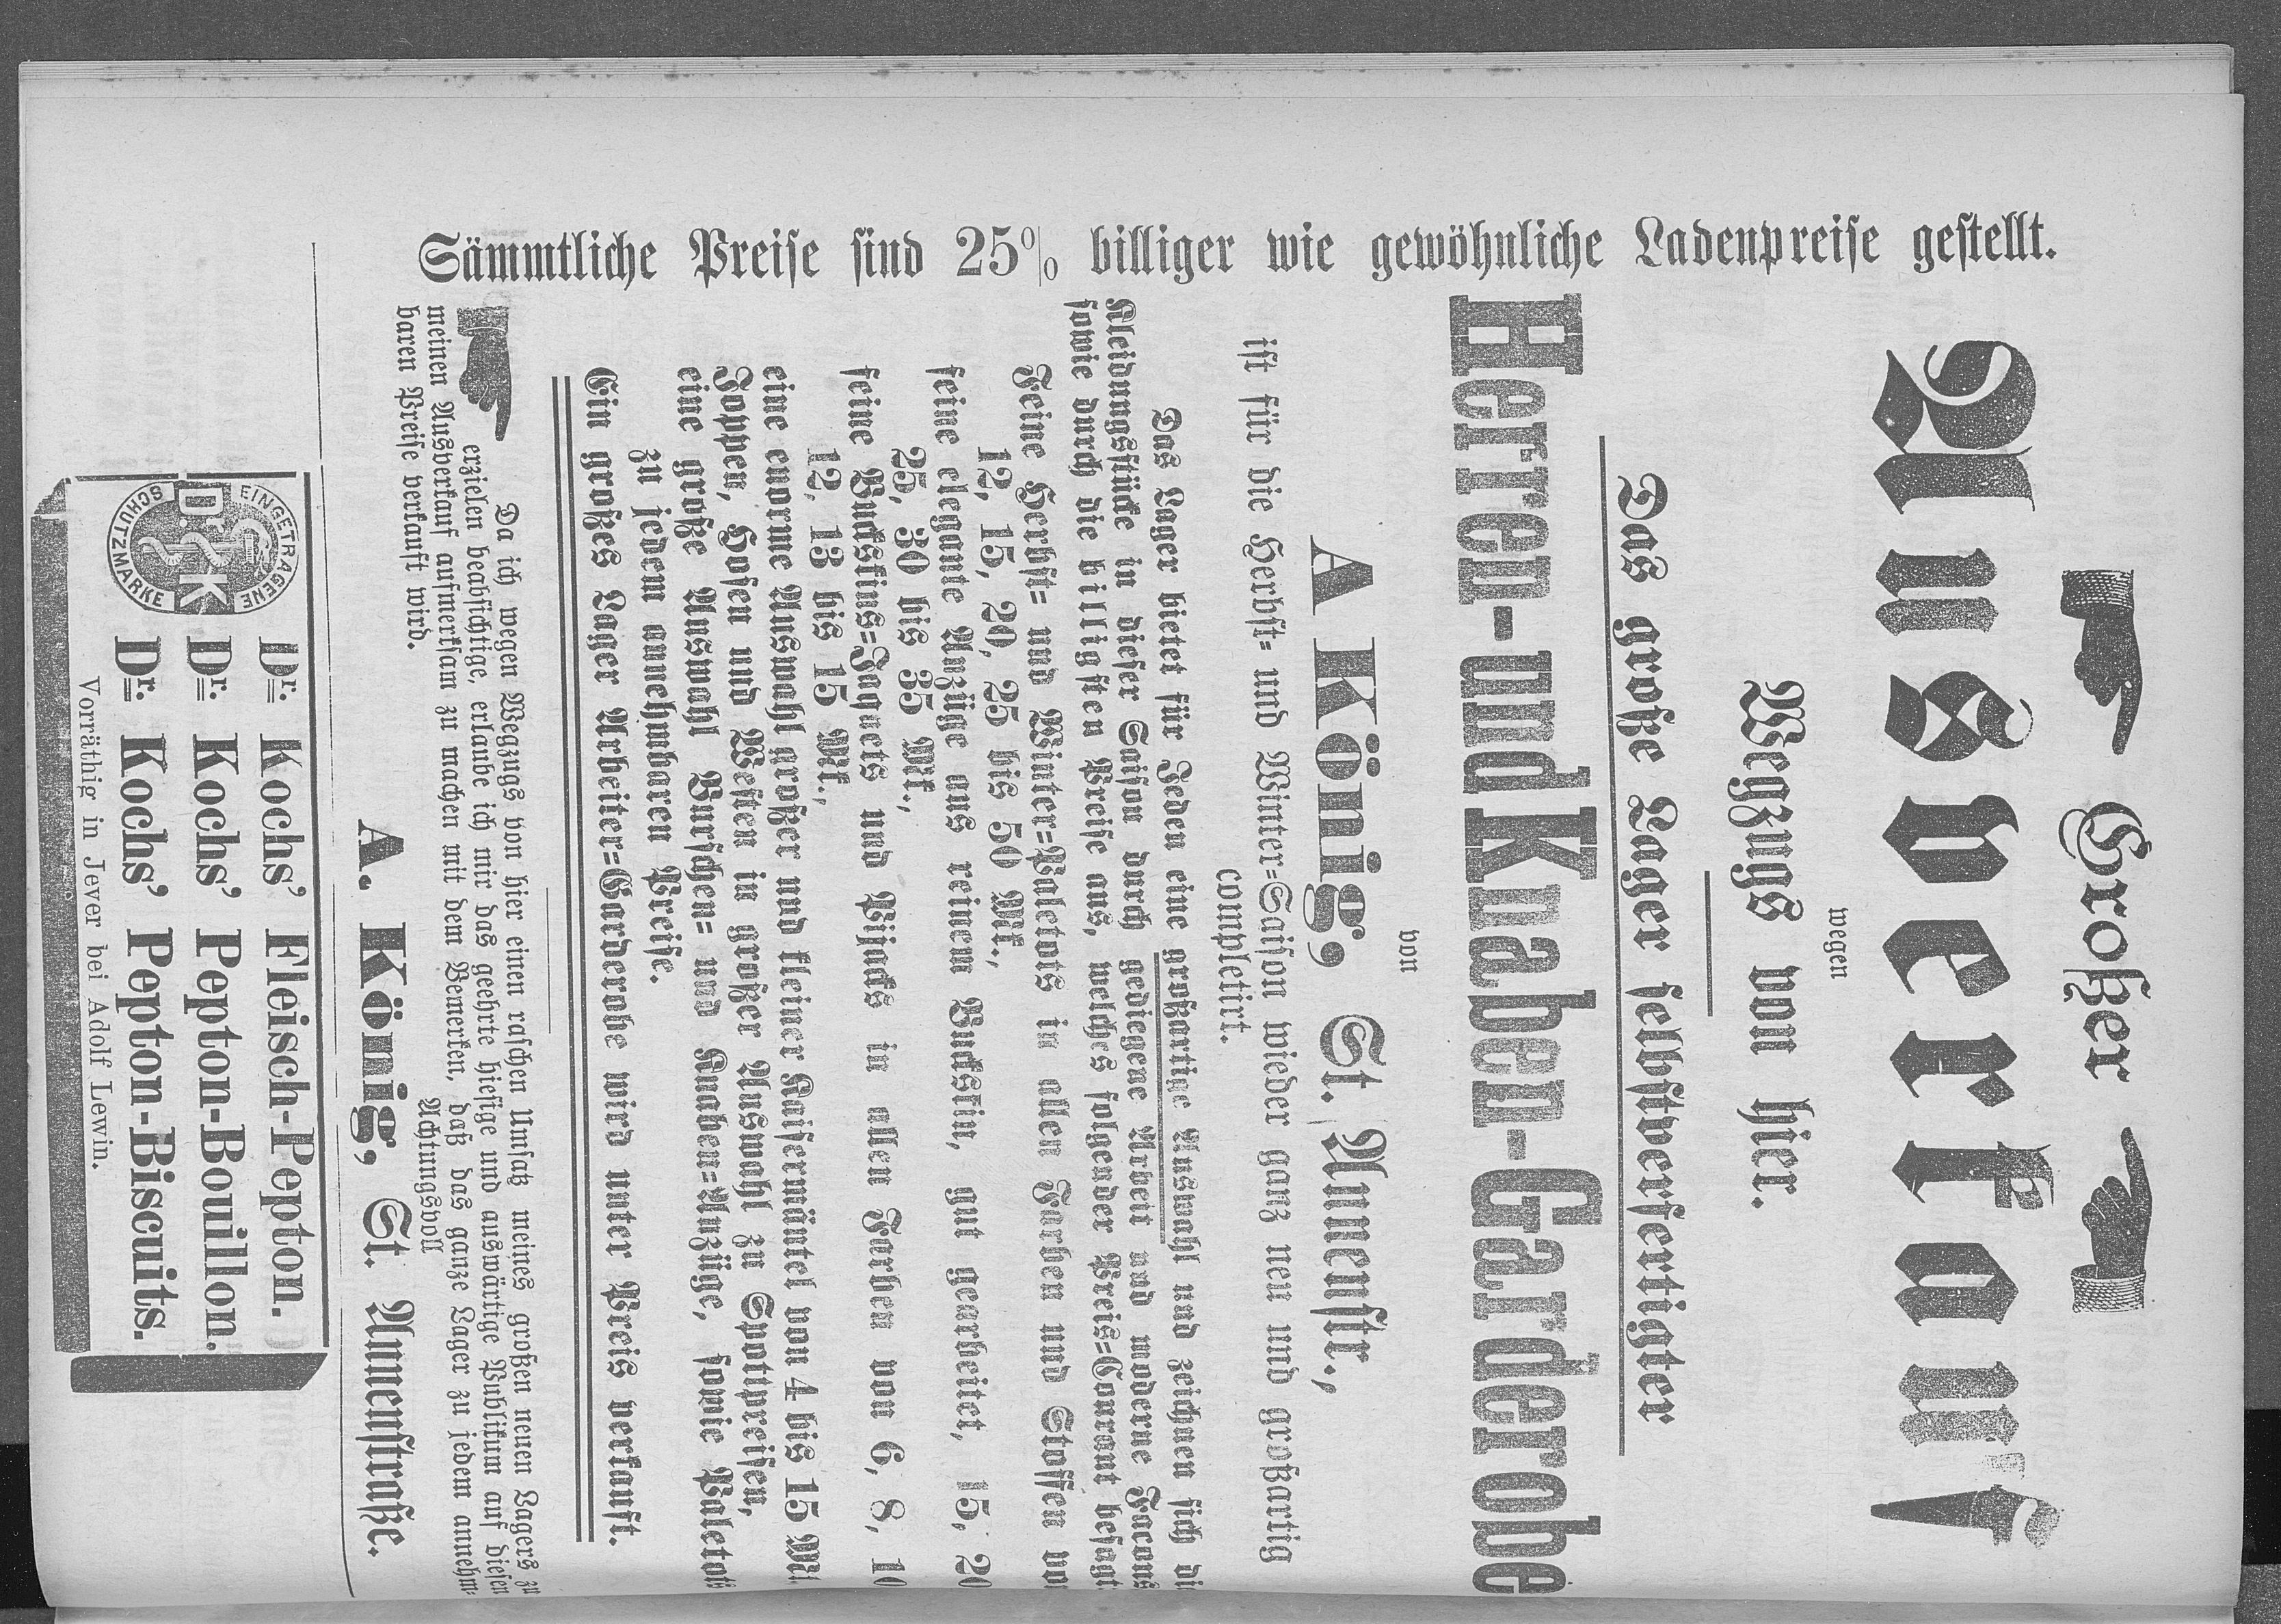 Sämmtliche Preise sind 25% billiger wie gewöhnliche Ladenpreise gestellt.
Großer
Ausverkauf
wegen
Wegzugs von hier.
Das große Lager selbstverfertigter
Herren-und Knaben-Garderobe
von
A König, St. Annenstr.,
ist für die Herbst= und Winter=Saison wieder ganz neu und großartig
completirt.
Das Lager bietet für Jeden eine großartige Auswahl und zeichnen sich
Kleidungsstücke in dieser Saison durch gediegene Arbeit und moderne Facons
sowie durch die billigsten Preise aus, welches folgender Preis=Courant besagt
Feine Herbst= und Winter=Paletots in allen Farben und Stoffen
12, 15, 20, 25 bis 50 Mk.,
feine elegante Anzüge aus reinem Buckskin, gut gearbeitet, 15, 20
25, 30 bis 35 Mk.,
feine Buckskins=Jaquets und Pihacks in allen Farben von 6, 8, 10
12, 13 bis 15 Mk.,
eine enorme Auswahl großer und kleiner Kaisermäntel von 4 bis 15 Mk
Joppen, Hosen und Westen in großer Auswahl zu Spottpreisen,
eine große Auswahl Burschen= und Knaben=Anzüge, sowie Paletots
zu jedem annehmbaren Preise.
Ein großes Lager Arbeiter=Garderobe wird unter Preis verkauft.
Da ich wegen Wegzugs von hier einen raschen Umsatz meines großen neuen Lagers zu
erzielen beabsichtige, erlaube ich mir das geehrte hiesige und auswärtige Publikum auf diesen
meinen Ausverkauf aufmerksam zu machen mit dem Bemerken, daß das ganze Lager zu jedem annehm=
baren Preise verkauft wird.
Achtungsvoll
A. König, St. Annenstraße.
EINGETRAGENE
Dr. K
SCHUTZMARKE
Dr. Kochs' Fleisch-Pepton.
Dr. Kochs' Pepton-Bouillon.
Dr. Kochs' Pepton-Biscuits.
Vorräthig in Jever bei Adolf Lewin.